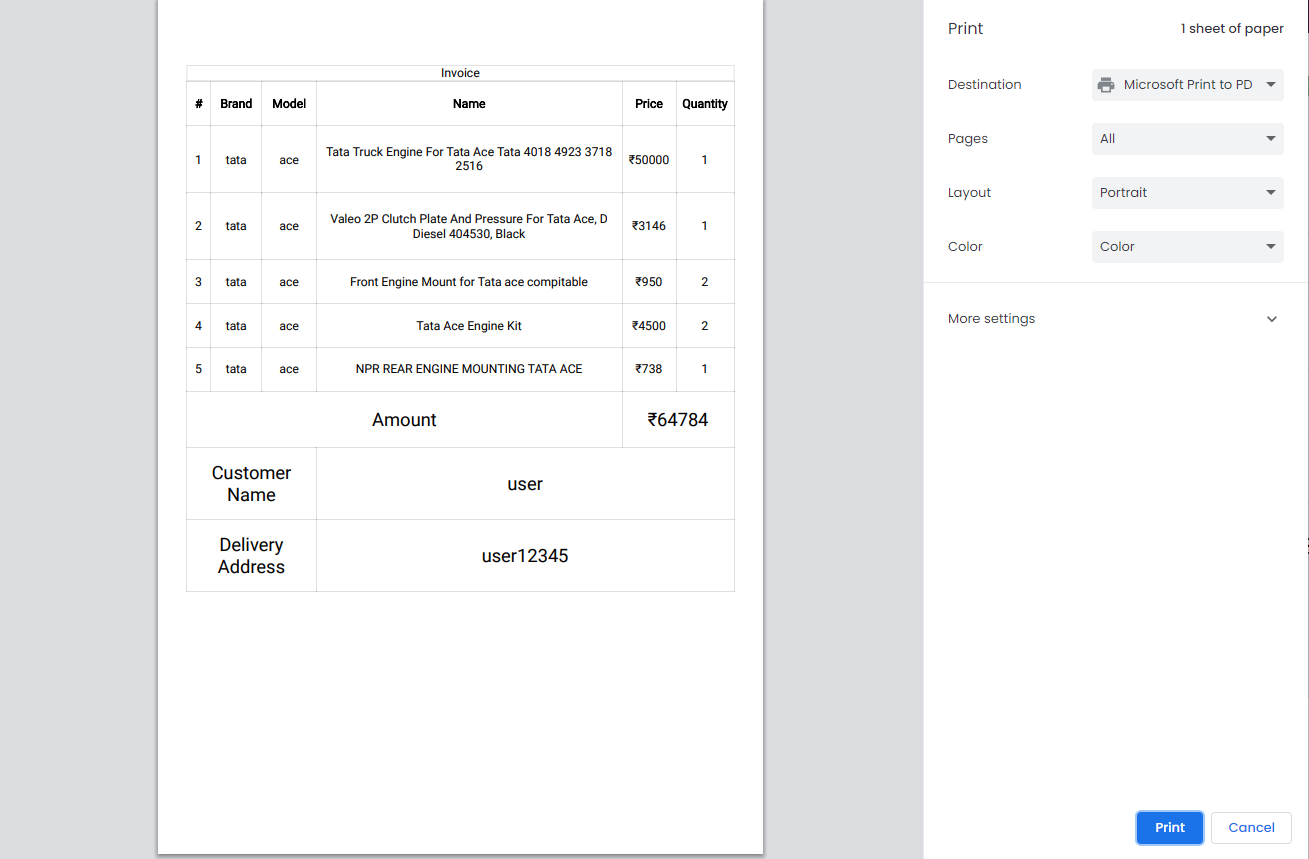 Invoice
# Brand Model Name Price Quantity
1 tata ace Tata Truck Engine For Tata Ace Tata 4018 4923 3718 2516 ₹50000 1
2 tata ace Valeo 2P Clutch Plate And Pressure For Tata Ace, D Diesel 404530, Black ₹3146 1
3 tata ace Front Engine Mount for Tata ace compitable ₹950 2
4 tata ace Tata Ace Engine Kit ₹4500 2
5 tata ace NPR REAR ENGINE MOUNTING TATA ACE ₹738 1
Amount ₹64784
Customer Name user
Delivery Address user12345
Print 1 sheet of paper
Destination Microsoft Print to PD
Pages All
Layout Portrait
Color Color
More settings
Print Cancel